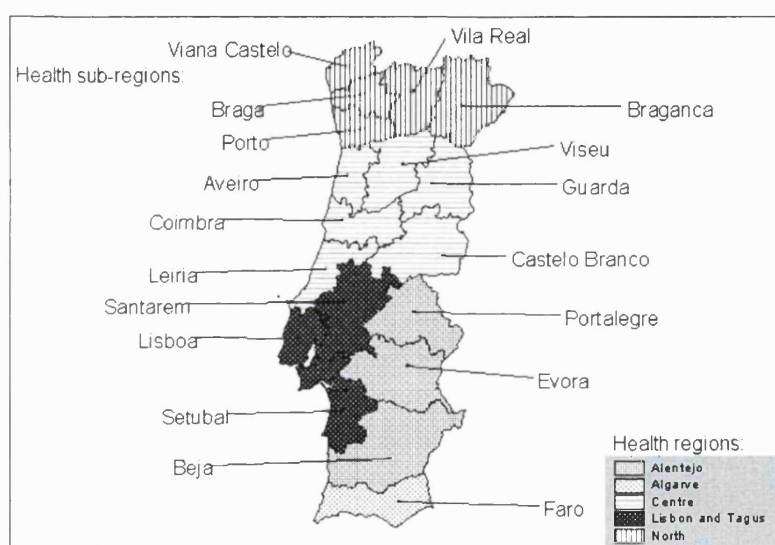 Viana Castelo
Vila Real
Health sub-regions:
Braga
Braganca
Porto
Viseu
Aveiro
Guarda
Coimbra
Castelo Branco
Leiria
Santarem
Portalegre
Lisboa
Evora
Setubal
Beja
Faro
Health regions:
Alentejo
Algarve
Centre
Lisbon and Tagus
North